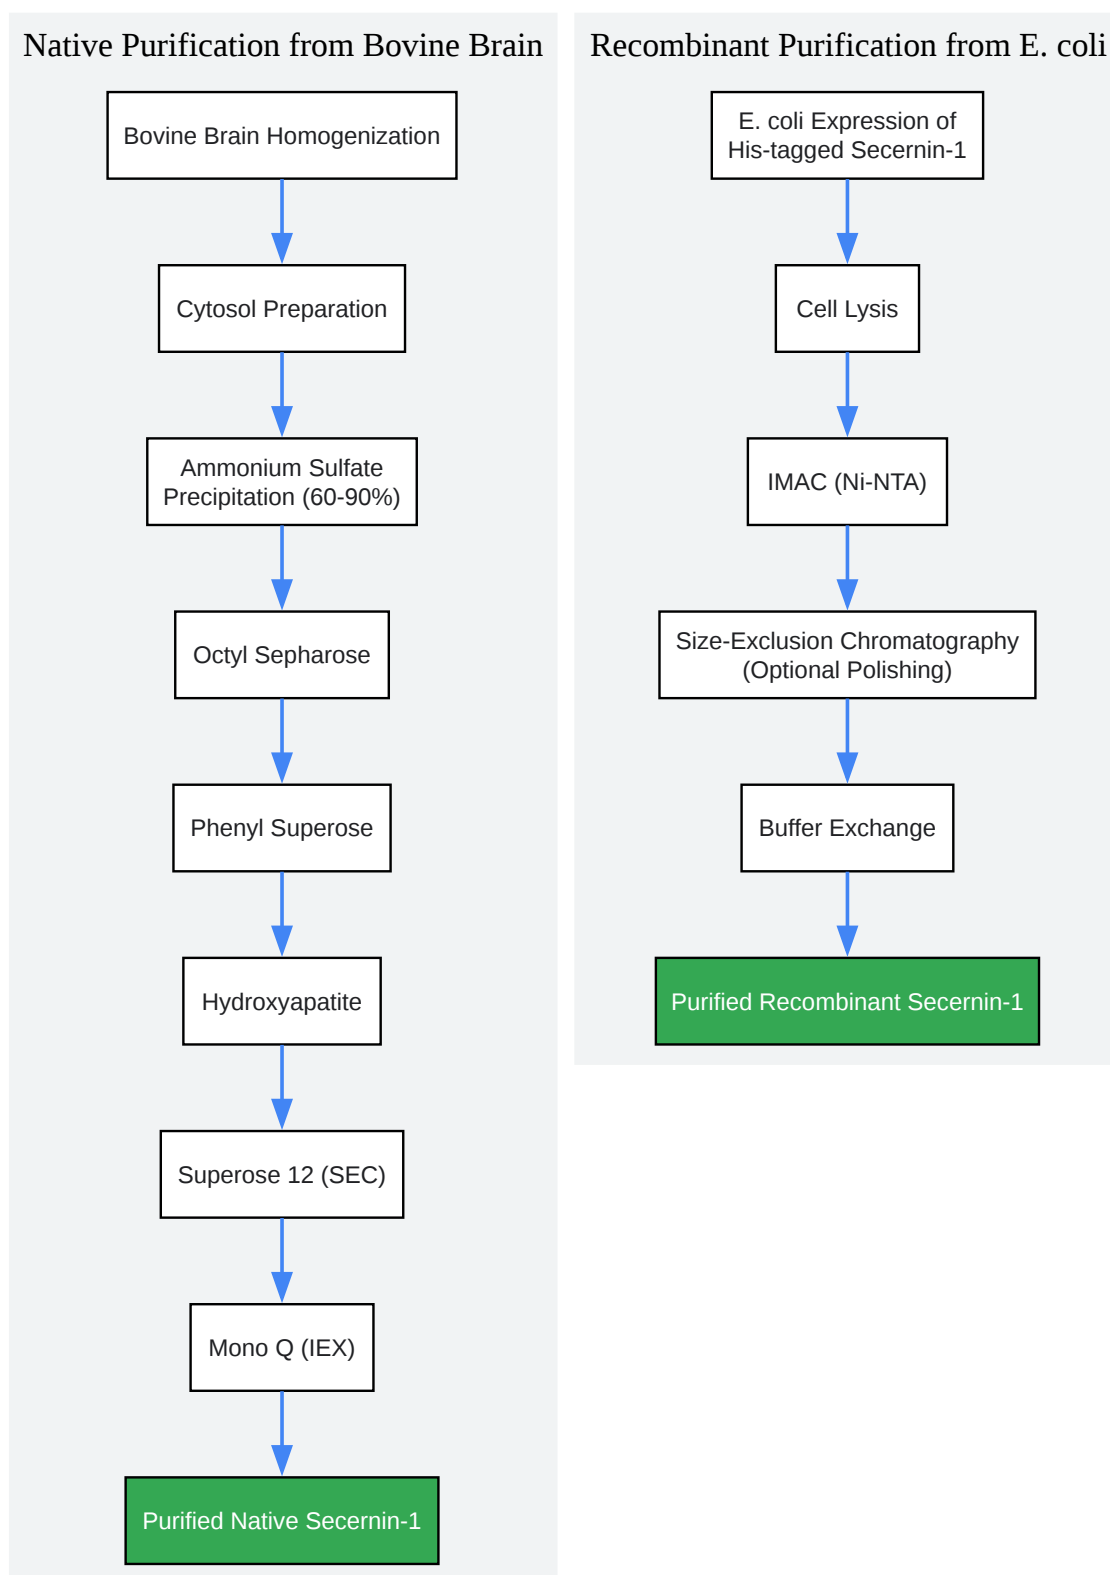 Native Purification from Bovine Brain
Bovine Brain Homogenization
Cytosol Preparation
Ammonium Sulfate
Precipitation (60-90%)
Octyl Sepharose
Phenyl Superose
Hydroxyapatite
Superose 12 (SEC)
Mono Q (IEX)
Purified Native Secernin-1
Recombinant Purification from E. coli
E. coli Expression of
His-tagged Secernin-1
Cell Lysis
IMAC (Ni-NTA)
Size-Exclusion Chromatography
(Optional Polishing)
Buffer Exchange
Purified Recombinant Secernin-1